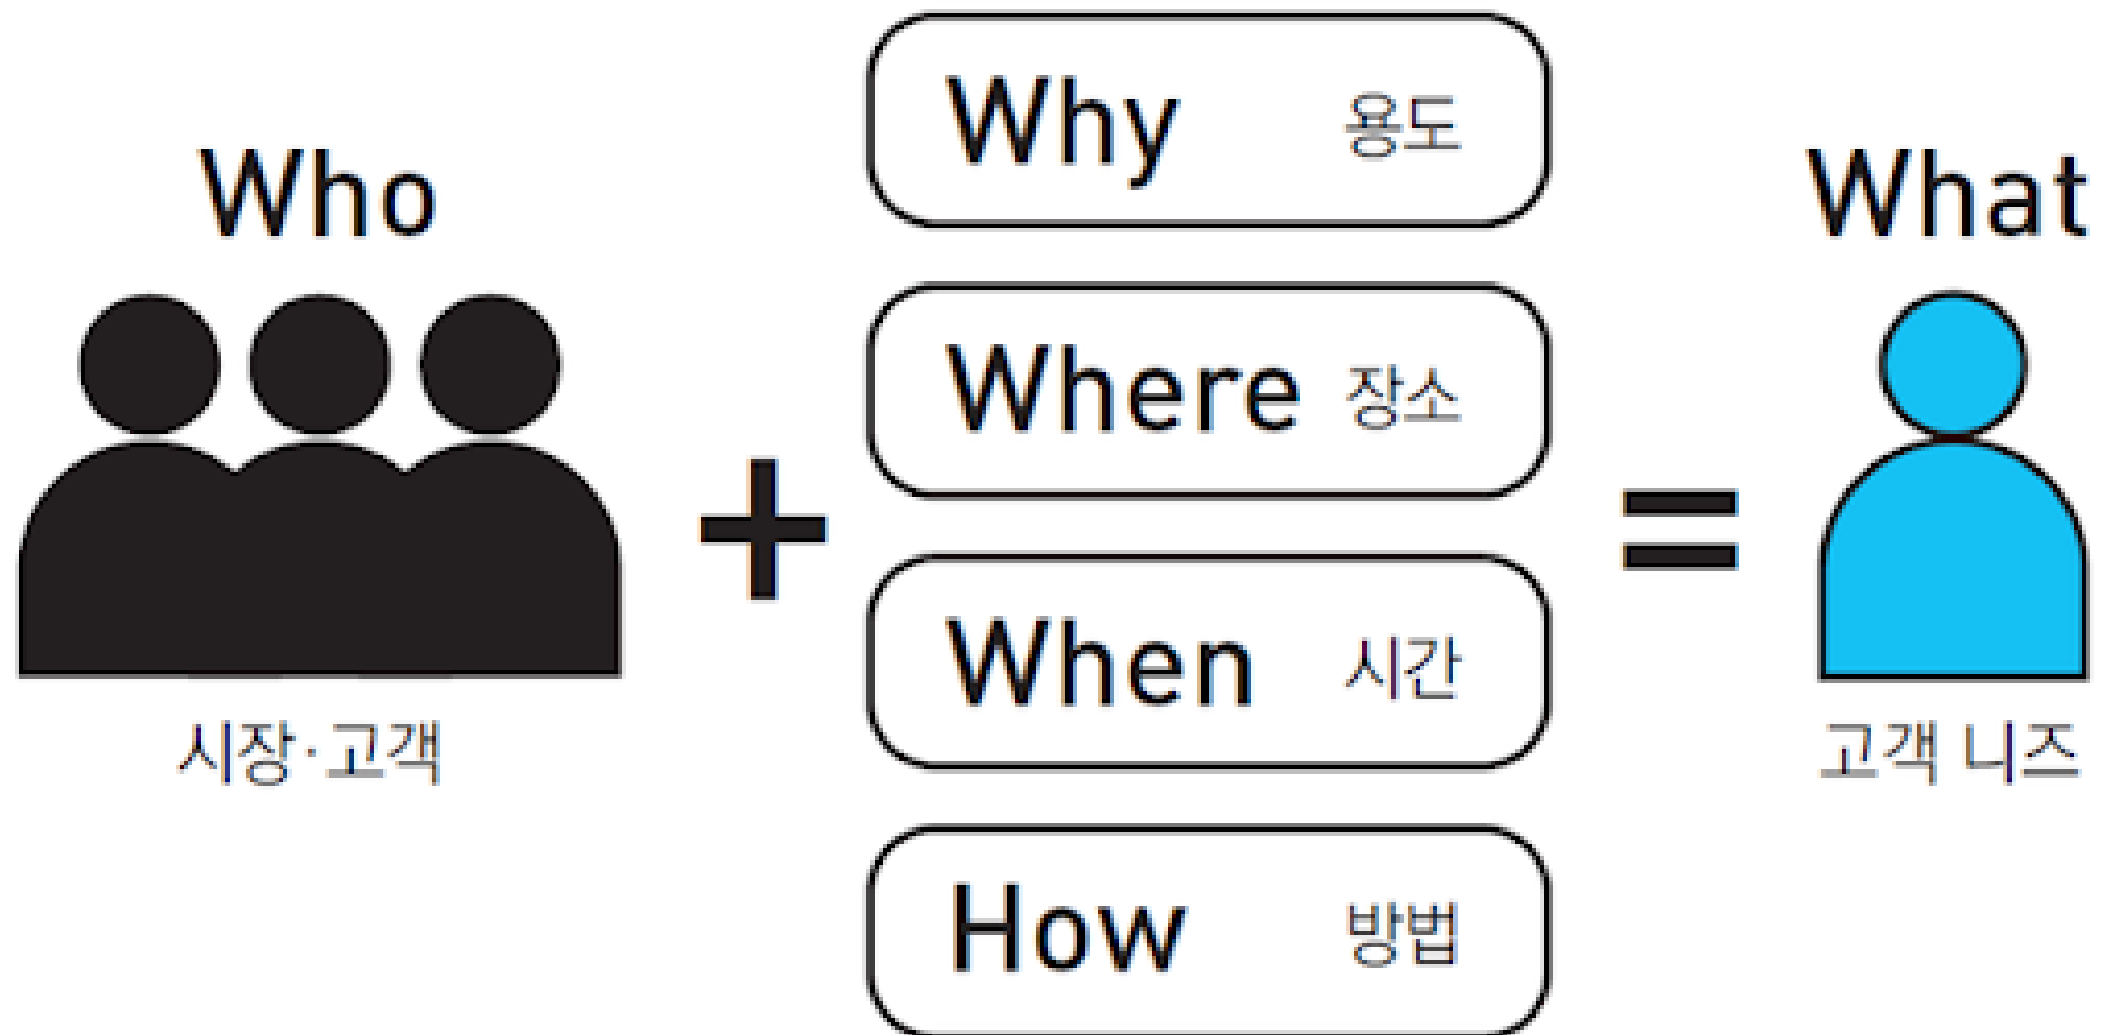 Who
시장·고객
+
Why 용도
Where 장소
When 시간
How 방법
=
What
고객 니즈